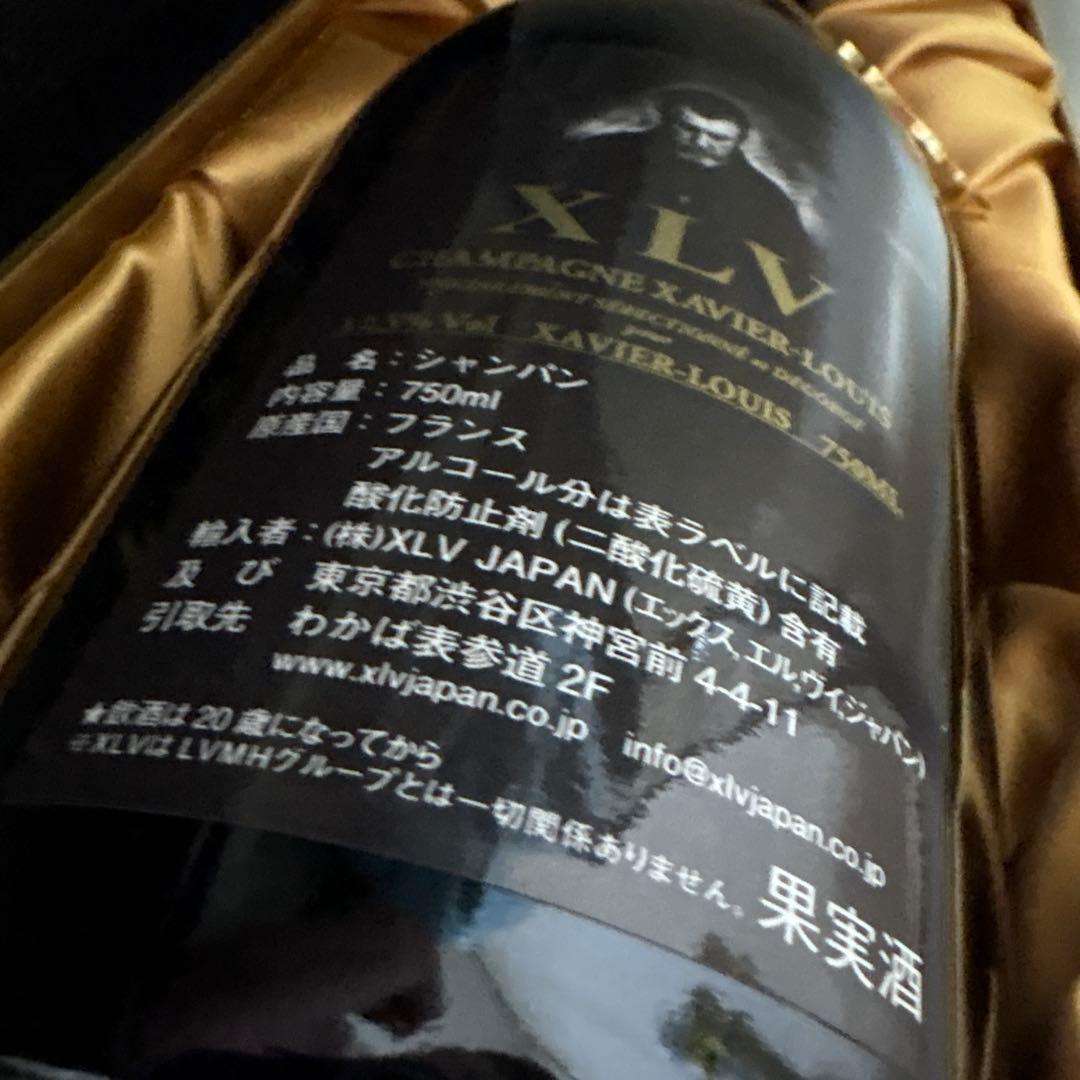 XLV
CHAMPAGNE XAVIER-LOUIS
pour
Vol XAVIER-LOUIS 750ML
品 名：シャンパン
内容量：750ml
原産国：フランス
アルコール分は表ラベルに記載
酸化防止剤(二酸化硫黄)含有
輸入者：(株)XLV JAPAN(エックス,エル,ヴィ,ジャパン)
及 び 東京都渋谷区神宮前 4-4-11
引取先 わかば表参道 2F
www.xlvjapan.co.jp info@xlvjapan.co.jp
★飲酒は20歳になってから
※XLVはLVMHグループとは一切関係ありません。
果実酒